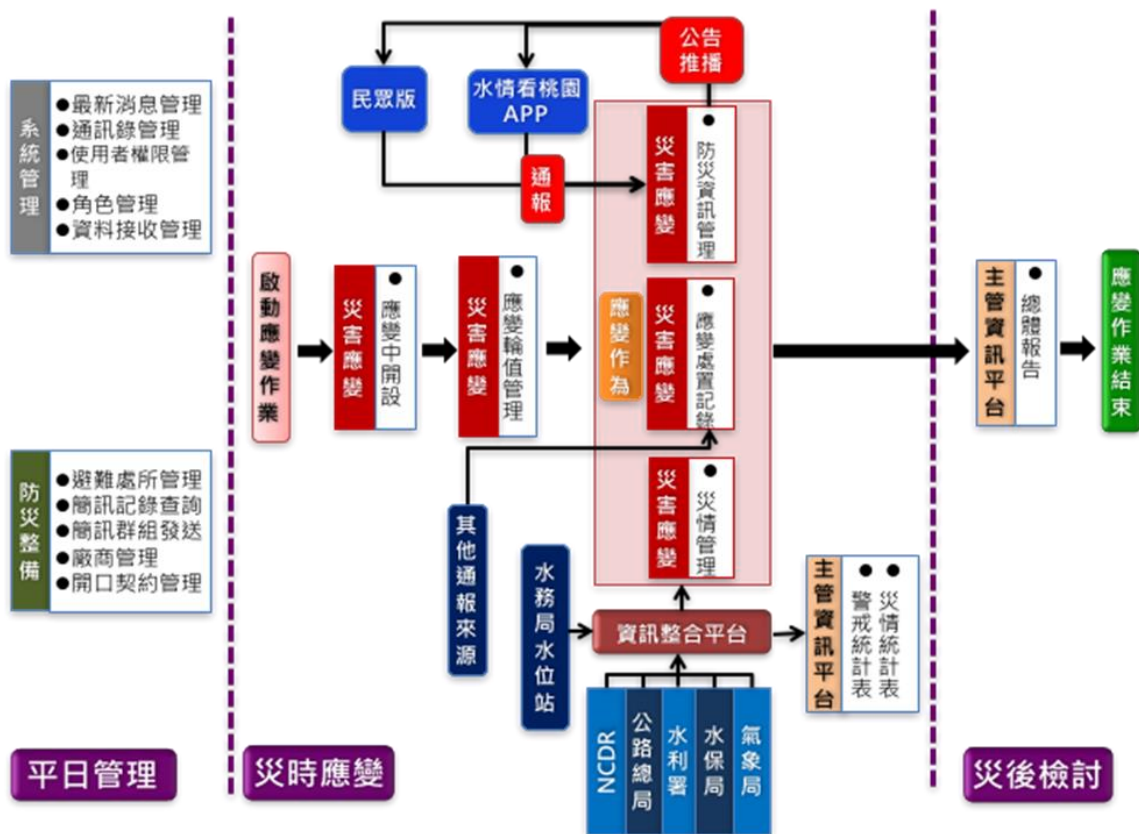 系統管理
●最新消息管理
●通訊錄管理
●使用者權限管
理
●角色管理
●資料接收管理
防災整備
●避難處所管理
●簡訊記錄查詢
●簡訊群組發送
●廠商管理
●開口契約管理
平日管理
公告
推播
民眾版
水情看桃園
APP
通報
災害應變
●防災資訊管理
啟動應變作業
災害應變
●應變中開設
災害應變
●應變輪值管理
應變作為
災害應變
●應變處置記錄
災害應變
●災情管理
其他通報來源
水務局水位站
資訊整合平台
NCDR
公路總局
水利署
水保局
氣象局
主管資訊平台
●警戒統計表
●災情統計表
災時應變
主管資訊平台
●總體報告
應變作業結束
災後檢討